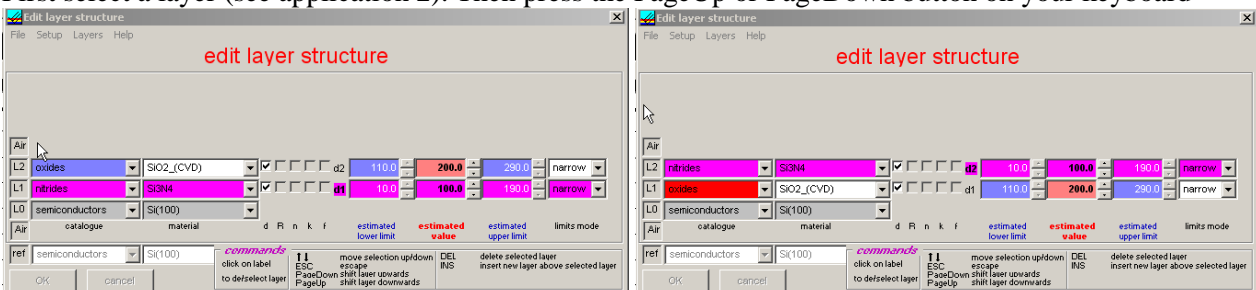 First select a layer (see application 2). Then press the PageUp or PageDown button on your keyboard
Edit layer structure
File Setup Layers Help
edit layer structure
Air
L2 oxides SiO2_(CVD) d2 110.0 200.0 290.0 narrow
L1 nitrides Si3N4 d1 10.0 100.0 190.0 narrow
L0 semiconductors Si(100)
Air catalogue material d R n k f estimated lower limit estimated value estimated upper limit limits mode
ref semiconductors Si(100)
OK cancel
commands
click on label
to de/select layer
move selection up/down
ESC escape
PageDown shift layer upwards
PageUp shift layer downwards
DEL delete selected layer
INS insert new layer above selected layer
Edit layer structure
File Setup Layers Help
edit layer structure
Air
L2 nitrides Si3N4 d2 10.0 100.0 190.0 narrow
L1 oxides SiO2_(CVD) d1 110.0 200.0 290.0 narrow
L0 semiconductors Si(100)
Air catalogue material d R n k f estimated lower limit estimated value estimated upper limit limits mode
ref semiconductors Si(100)
OK cancel
commands
click on label
to de/select layer
move selection up/down
ESC escape
PageDown shift layer upwards
PageUp shift layer downwards
DEL delete selected layer
INS insert new layer above selected layer